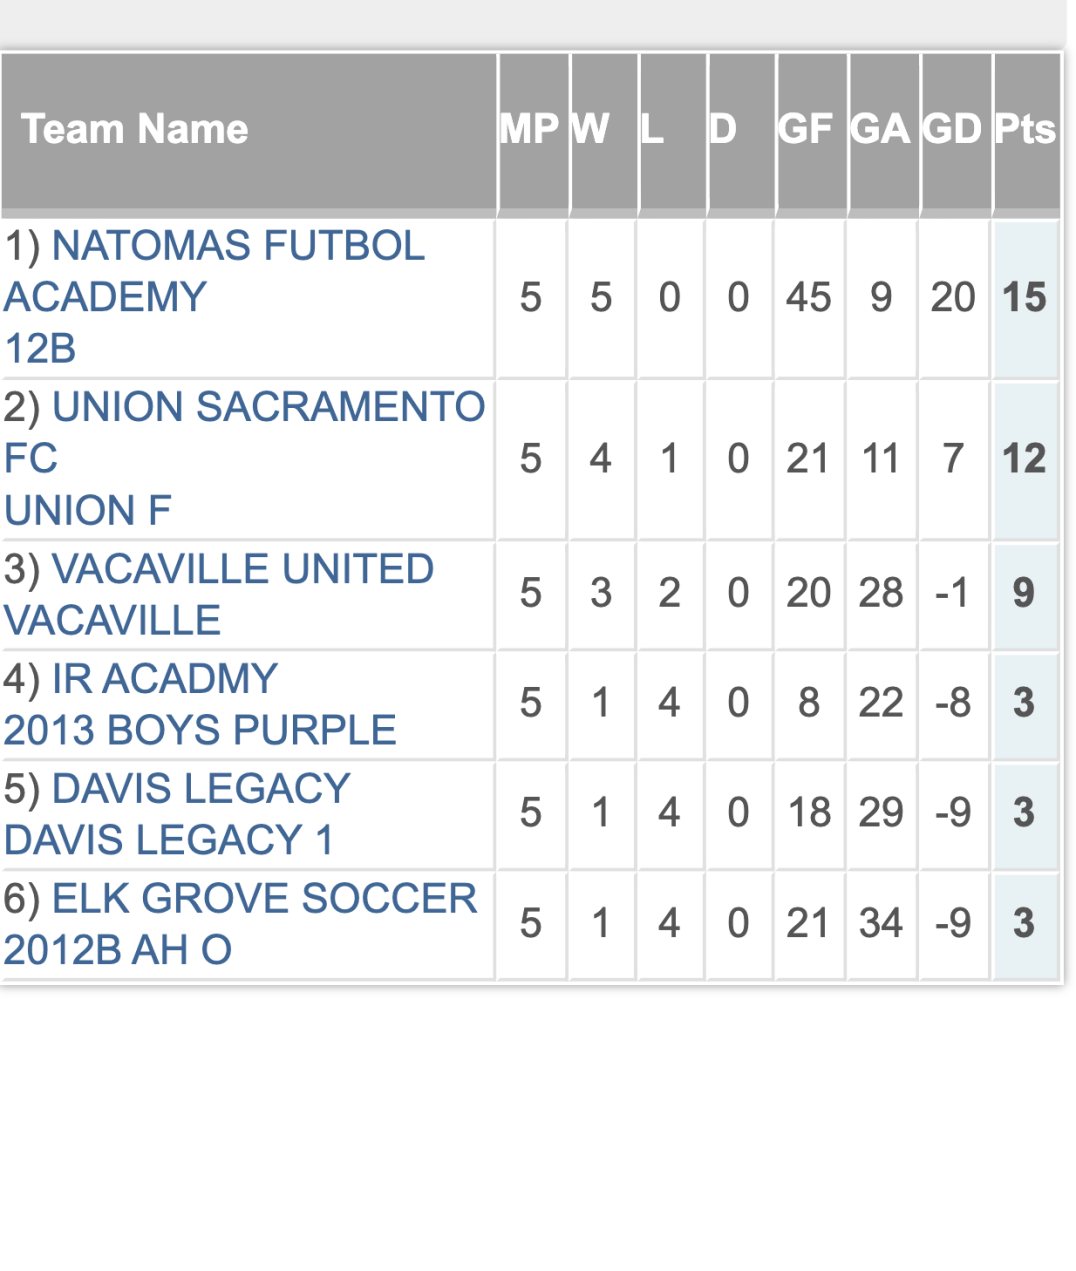 Team Name MP W L D GF GA GD Pts
1) NATOMAS FUTBOL
ACADEMY
12B 5 5 0 0 45 9 20 15
2) UNION SACRAMENTO
FC
UNION F 5 4 1 0 21 11 7 12
3) VACAVILLE UNITED
VACAVILLE 5 3 2 0 20 28 -1 9
4) IR ACADMY
2013 BOYS PURPLE 5 1 4 0 8 22 -8 3
5) DAVIS LEGACY
DAVIS LEGACY 1 5 1 4 0 18 29 -9 3
6) ELK GROVE SOCCER
2012B AH O 5 1 4 0 21 34 -9 3